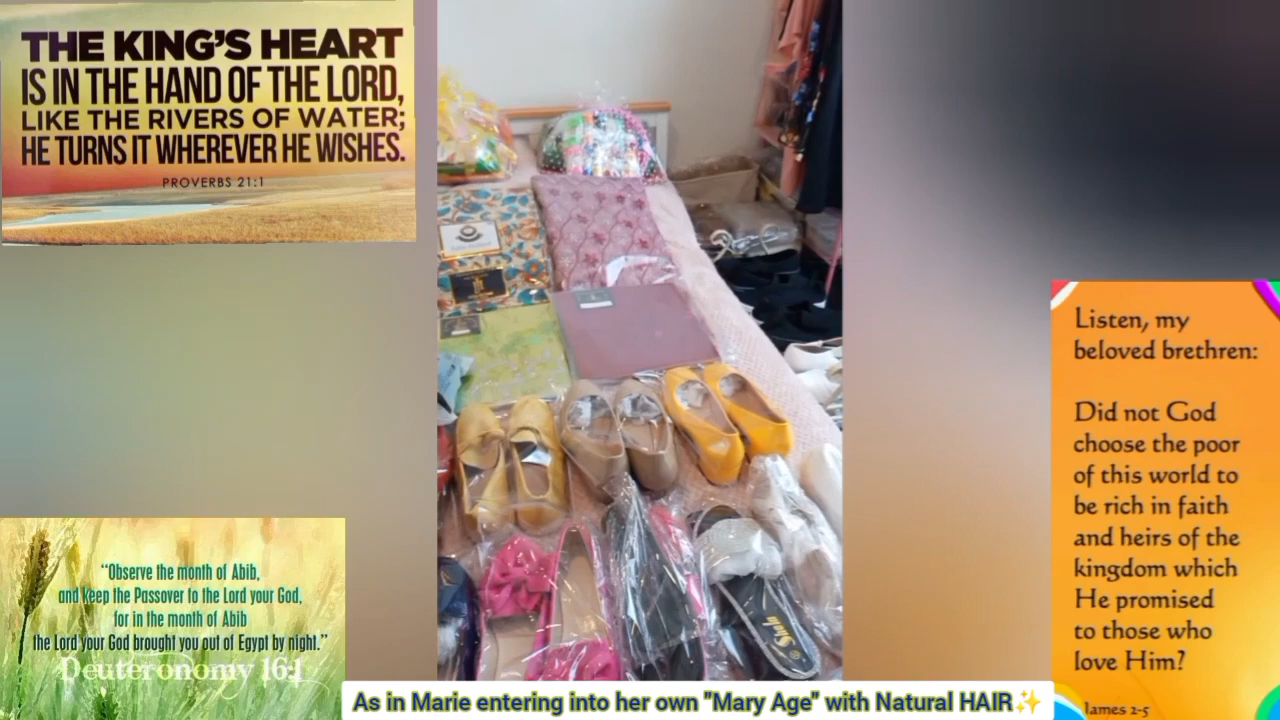 THE KING'S HEART
IS IN THE HAND OF THE LORD,
LIKE THE RIVERS OF WATER;
HE TURNS IT WHEREVER HE WISHES.
PROVERBS 21:1
Listen, my
beloved brethren:
Did not God
choose the poor
of this world to
be rich in faith
and heirs of the
kingdom which
He promised
to those who
love Him?
James 2-5
"Observe the month of Abib,
and keep the Passover to the Lord your God,
for in the month of Abib
the Lord your God brought you out of Egypt by night."
Deuteronomy 16:1
As in Marie entering into her own "Mary Age" with Natural HAIR✨